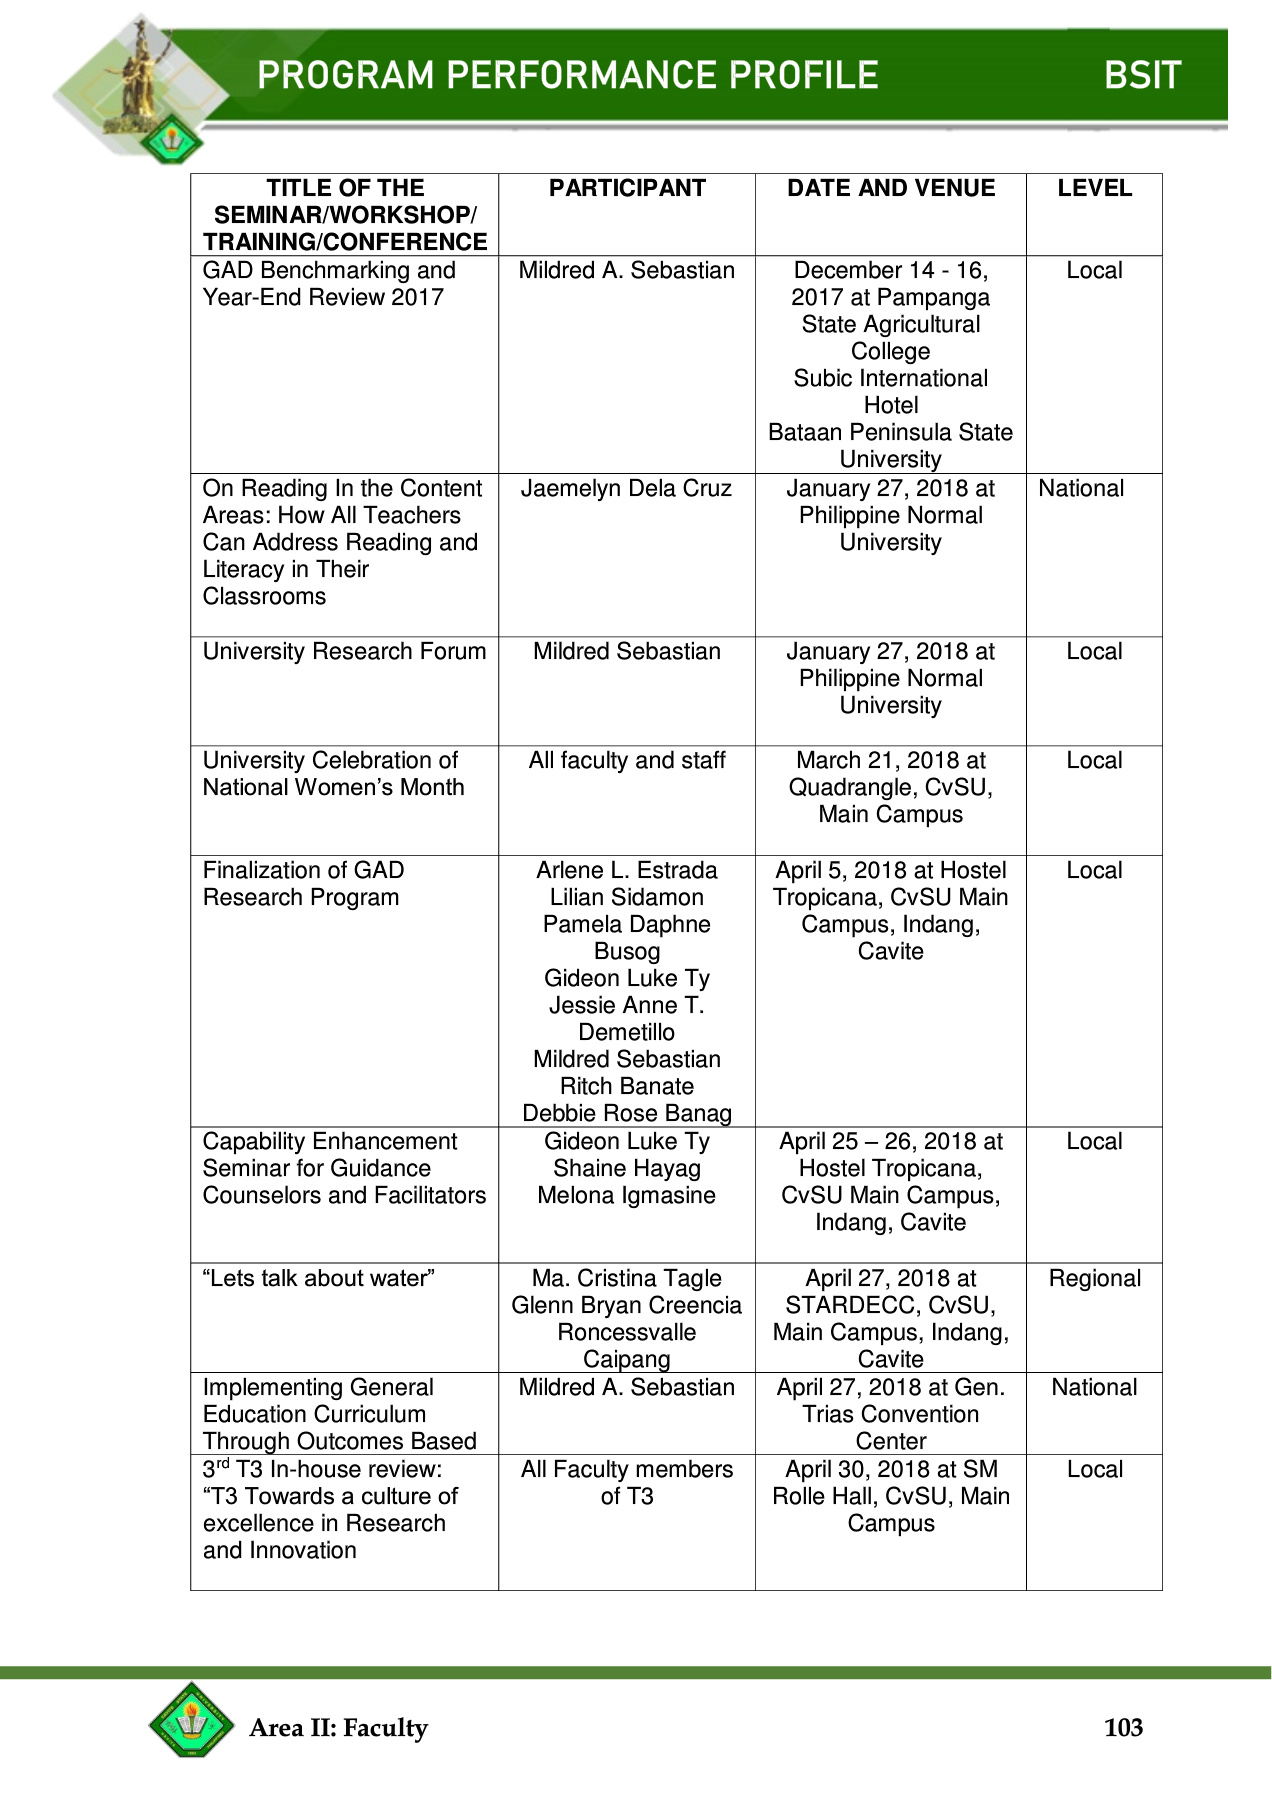 PROGRAM PERFORMANCE PROFILE BSIT
TITLE OF THE
SEMINAR/WORKSHOP/
TRAINING/CONFERENCE
PARTICIPANT
DATE AND VENUE
LEVEL
GAD Benchmarking and
Year-End Review 2017
Mildred A. Sebastian
December 14 - 16,
2017 at Pampanga
State Agricultural
College
Subic International
Hotel
Bataan Peninsula State
University
Local
On Reading In the Content
Areas: How All Teachers
Can Address Reading and
Literacy in Their
Classrooms
Jaemelyn Dela Cruz
January 27, 2018 at
Philippine Normal
University
National
University Research Forum
Mildred Sebastian
January 27, 2018 at
Philippine Normal
University
Local
University Celebration of
National Women’s Month
All faculty and staff
March 21, 2018 at
Quadrangle, CvSU,
Main Campus
Local
Finalization of GAD
Research Program
Arlene L. Estrada
Lilian Sidamon
Pamela Daphne
Busog
Gideon Luke Ty
Jessie Anne T.
Demetillo
Mildred Sebastian
Ritch Banate
Debbie Rose Banag
April 5, 2018 at Hostel
Tropicana, CvSU Main
Campus, Indang,
Cavite
Local
Capability Enhancement
Seminar for Guidance
Counselors and Facilitators
Gideon Luke Ty
Shaine Hayag
Melona Igmasine
April 25 – 26, 2018 at
Hostel Tropicana,
CvSU Main Campus,
Indang, Cavite
Local
“Lets talk about water”
Ma. Cristina Tagle
Glenn Bryan Creencia
Roncessvalle
Caipang
April 27, 2018 at
STARDECC, CvSU,
Main Campus, Indang,
Cavite
Regional
Implementing General
Education Curriculum
Through Outcomes Based
Mildred A. Sebastian
April 27, 2018 at Gen.
Trias Convention
Center
National
3rd T3 In-house review:
“T3 Towards a culture of
excellence in Research
and Innovation
All Faculty members
of T3
April 30, 2018 at SM
Rolle Hall, CvSU, Main
Campus
Local
Area II: Faculty 103